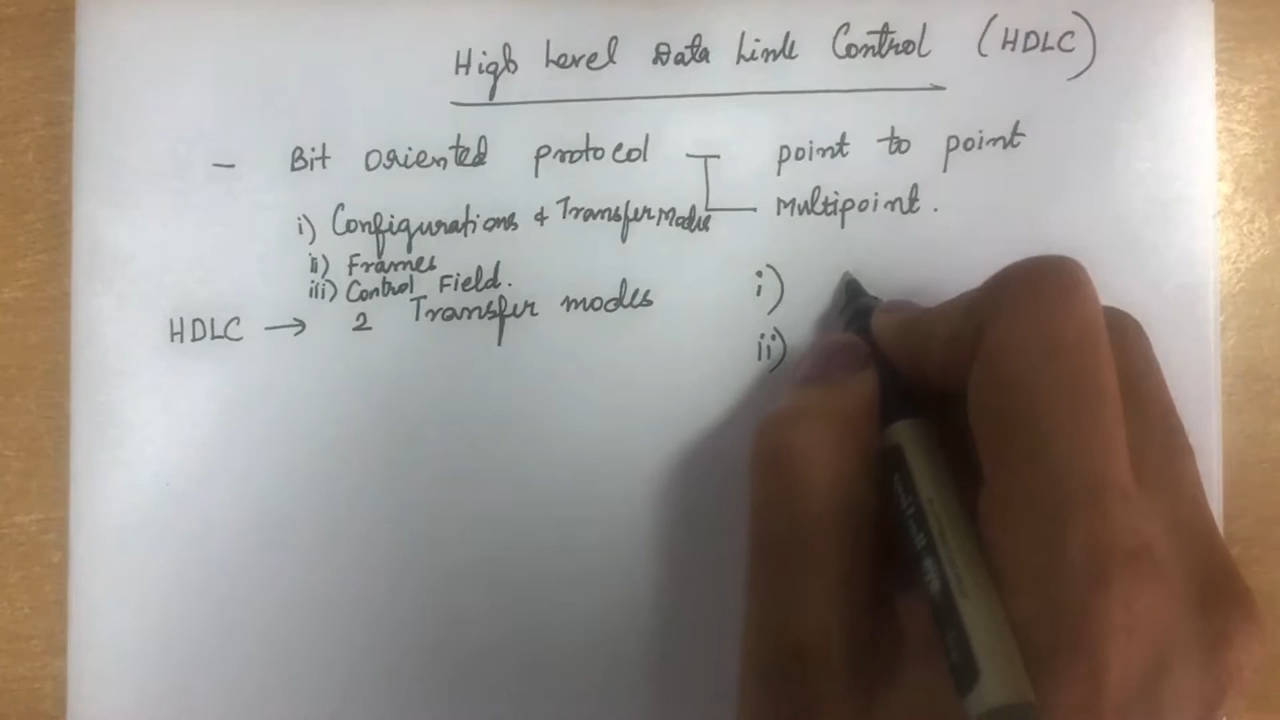 High Level Data Link Control (HDLC)
- Bit oriented protocol point to point
Multipoint.
i) Configurations & Transfer Modes
ii) Frames
iii) Control Field.
HDLC → 2 Transfer modes i)
ii)